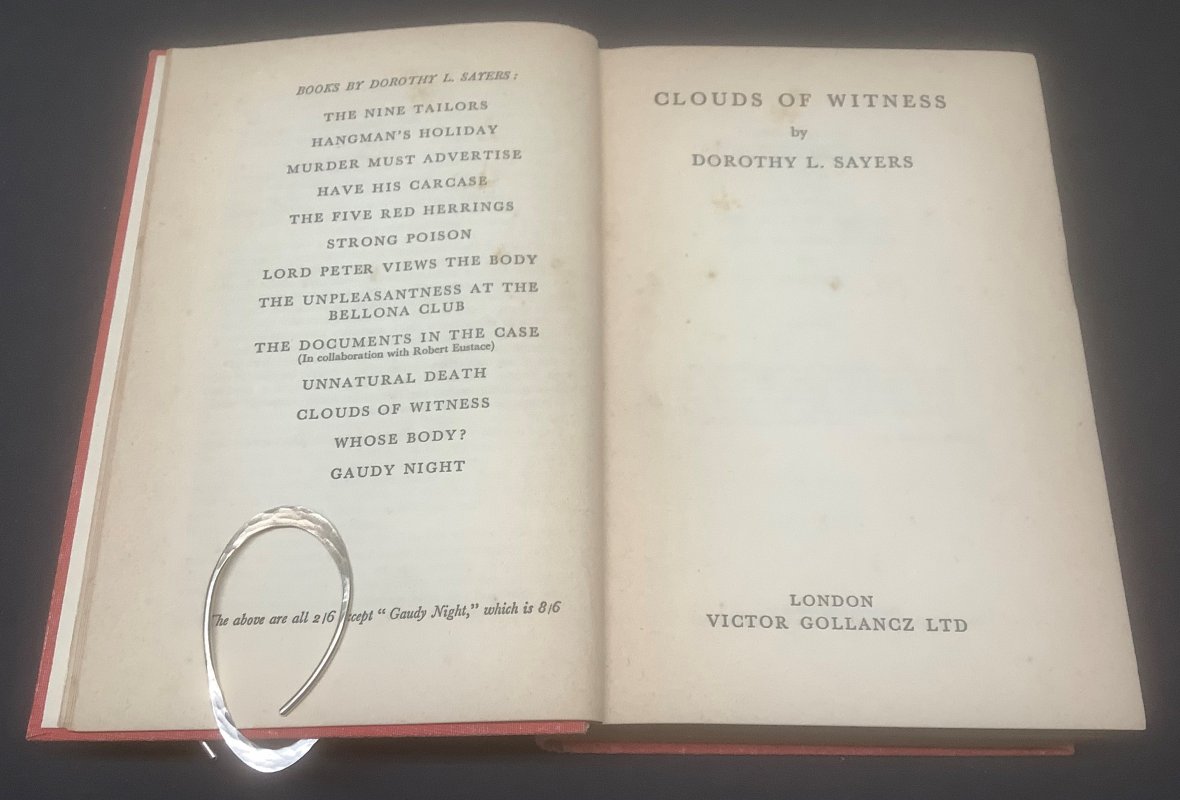 BOOKS BY DOROTHY L. SAYERS:
THE NINE TAILORS
HANGMAN'S HOLIDAY
MURDER MUST ADVERTISE
HAVE HIS CARCASE
THE FIVE RED HERRINGS
STRONG POISON
LORD PETER VIEWS THE BODY
THE UNPLEASANTNESS AT THE
BELLONA CLUB
THE DOCUMENTS IN THE CASE
(In collaboration with Robert Eustace)
UNNATURAL DEATH
CLOUDS OF WITNESS
WHOSE BODY?
GAUDY NIGHT
The above are all 2/6 except “Gaudy Night,” which is 8/6
CLOUDS OF WITNESS
by
DOROTHY L. SAYERS
LONDON
VICTOR GOLLANCZ LTD